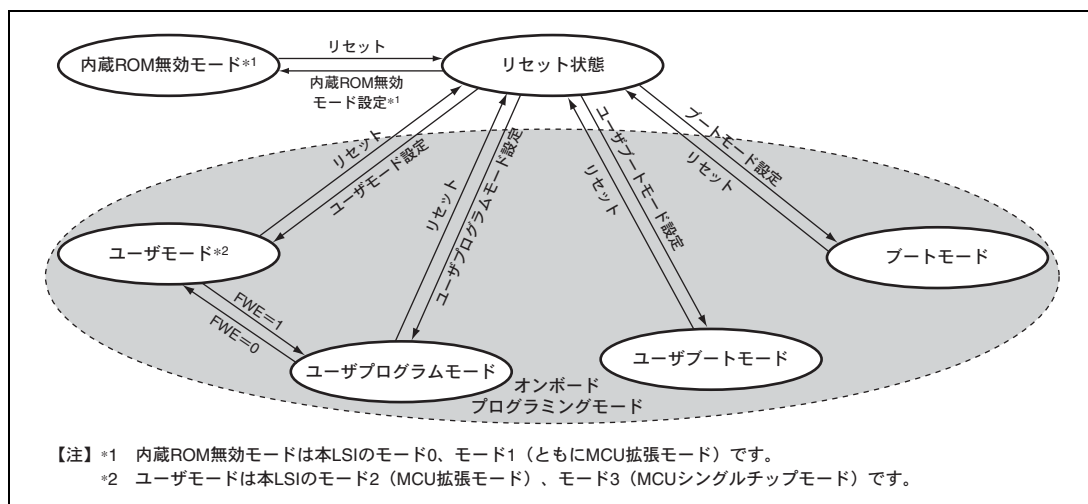 リセット
内蔵ROM無効モード*1
リセット状態
内蔵ROM無効
モード設定*1
リセット
ユーザモード設定
リセット
ユーザプログラムモード設定
ユーザブートモード設定
リセット
ブートモード設定
リセット
ユーザモード*2
ブートモード
FWE=1
FWE=0
ユーザプログラムモード
ユーザブートモード
オンボード
プログラミングモード
【注】*1 内蔵ROM無効モードは本LSIのモード0、モード1（ともにMCU拡張モード）です。
*2 ユーザモードは本LSIのモード2（MCU拡張モード）、モード3（MCUシングルチップモード）です。